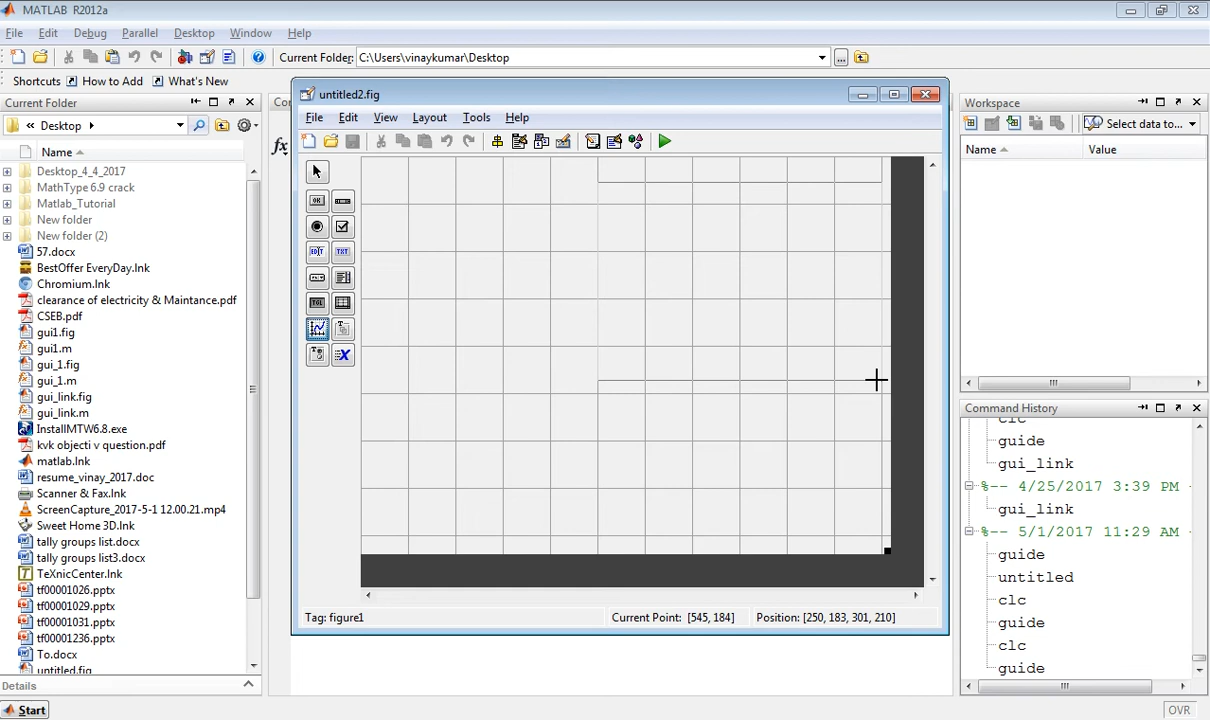 MATLAB R2012a
File Edit Debug Parallel Desktop Window Help
Current Folder: C:\Users\vinaykumar\Desktop
Shortcuts How to Add What's New
Current Folder
« Desktop
Name
Desktop_4_4_2017
MathType 6.9 crack
Matlab_Tutorial
New folder
New folder (2)
57.docx
BestOffer EveryDay.lnk
Chromium.lnk
clearance of electricity & Maintance.pdf
CSEB.pdf
gui1.fig
gui1.m
gui_1.fig
gui_1.m
gui_link.fig
gui_link.m
InstallMTW6.8.exe
kvk objecti v question.pdf
matlab.lnk
resume_vinay_2017.doc
Scanner & Fax.lnk
ScreenCapture_2017-5-1 12.00.21.mp4
Sweet Home 3D.lnk
tally groups list.docx
tally groups list3.docx
TeXnicCenter.lnk
tf00001026.pptx
tf00001029.pptx
tf00001031.pptx
tf00001236.pptx
To.docx
untitled.fig
Details
Start
Co
fx
untitled2.fig
File Edit View Layout Tools Help
OK
EDIT TXT
TGL
T
T
X
Tag: figure1 Current Point: [545, 184] Position: [250, 183, 301, 210]
Workspace
Select data to...
Name Value
Command History
clc
guide
gui_link
%-- 4/25/2017 3:39 PM
gui_link
%-- 5/1/2017 11:29 AM
guide
untitled
clc
guide
clc
guide
OVR